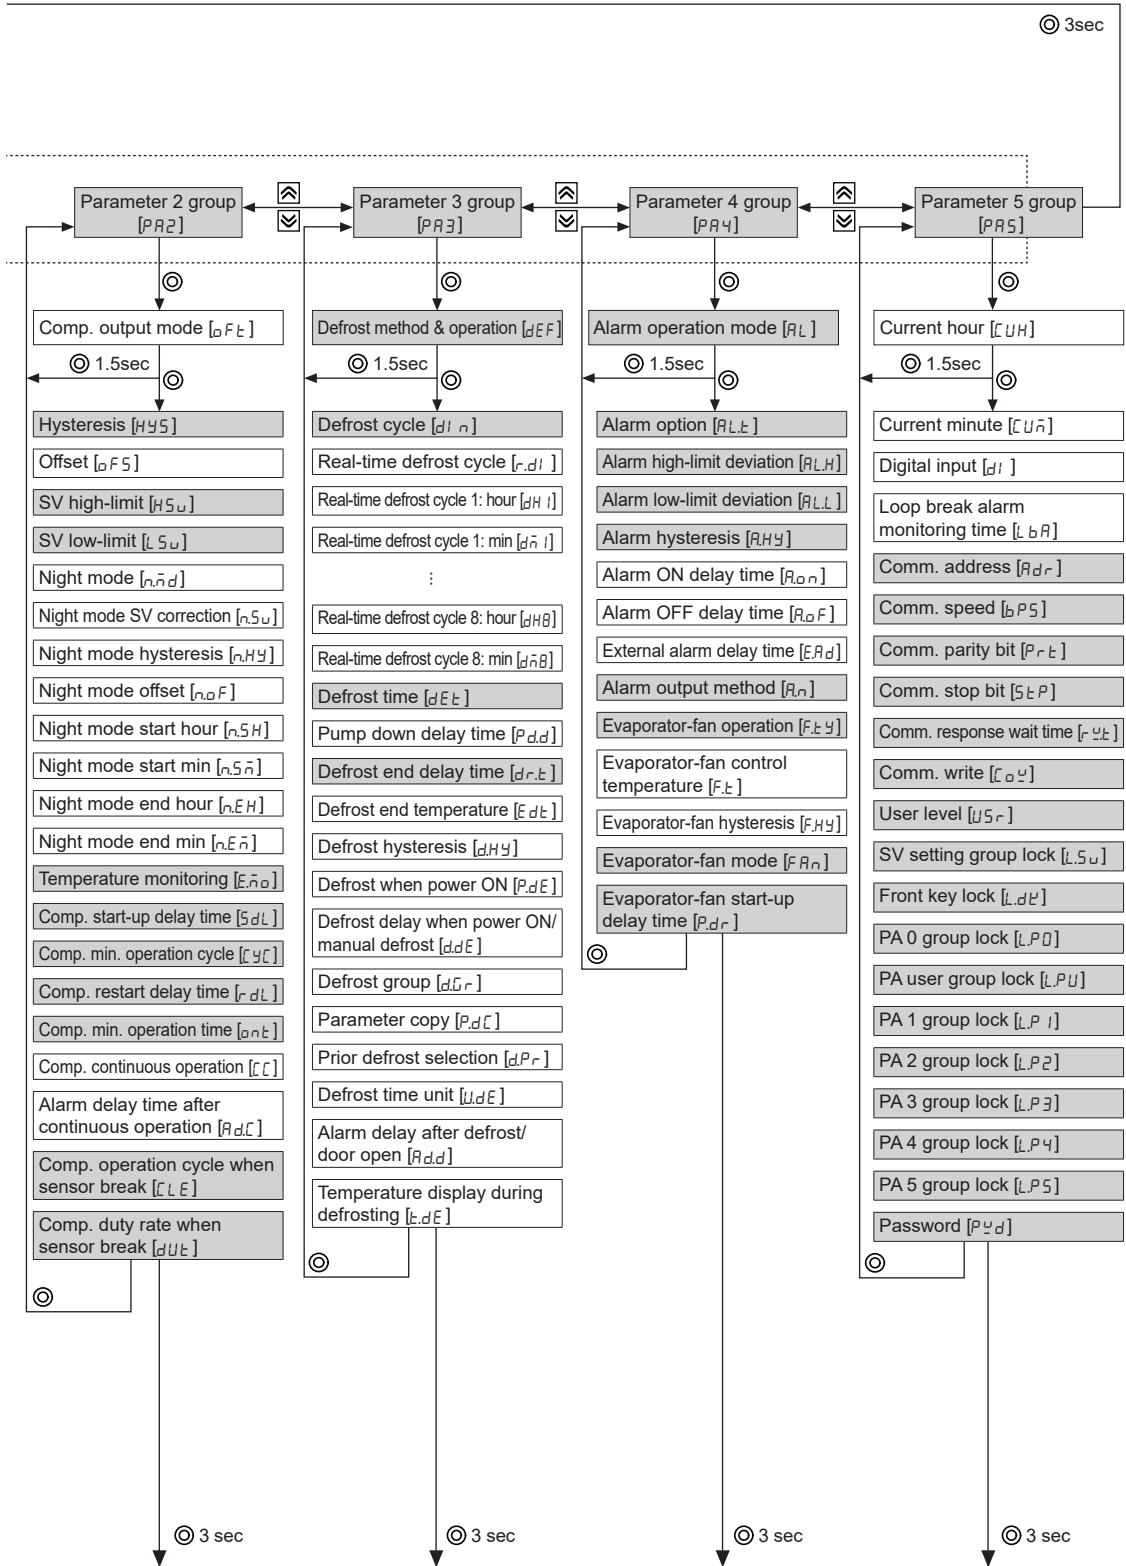 ◎ 3sec
Parameter 2 group
[PA2]
Parameter 3 group
[PA3]
Parameter 4 group
[PA4]
Parameter 5 group
[PA5]
◎
◎
◎
◎
Comp. output mode [oFt]
◎ 1.5sec
◎
Hysteresis [HYS]
Offset [oFS]
SV high-limit [HSv]
SV low-limit [LSv]
Night mode [n.md]
Night mode SV correction [n.Sv]
Night mode hysteresis [n.HY]
Night mode offset [n.oF]
Night mode start hour [n.SH]
Night mode start min [n.Sm]
Night mode end hour [n.EH]
Night mode end min [n.Em]
Temperature monitoring [E.mo]
Comp. start-up delay time [SdL]
Comp. min. operation cycle [CYC]
Comp. restart delay time [rdL]
Comp. min. operation time [ont]
Comp. continuous operation [CC]
Alarm delay time after
continuous operation [Ad.C]
Comp. operation cycle when
sensor break [CLE]
Comp. duty rate when
sensor break [dUt]
◎
◎ 3 sec
Defrost method & operation [dEF]
◎ 1.5sec
◎
Defrost cycle [dIn]
Real-time defrost cycle [r.dI]
Real-time defrost cycle 1: hour [dH1]
Real-time defrost cycle 1: min [dm1]
⋮
Real-time defrost cycle 8: hour [dH8]
Real-time defrost cycle 8: min [dm8]
Defrost time [dEt]
Pump down delay time [Pd.d]
Defrost end delay time [dr.t]
Defrost end temperature [Edt]
Defrost hysteresis [d.HY]
Defrost when power ON [P.dE]
Defrost delay when power ON/
manual defrost [d.dE]
Defrost group [d.Gr]
Parameter copy [P.dC]
Prior defrost selection [d.Pr]
Defrost time unit [U.dE]
Alarm delay after defrost/
door open [Ad.d]
Temperature display during
defrosting [t.dE]
◎
◎ 3 sec
Alarm operation mode [AL]
◎ 1.5sec
◎
Alarm option [AL.t]
Alarm high-limit deviation [AL.H]
Alarm low-limit deviation [AL.L]
Alarm hysteresis [A.HY]
Alarm ON delay time [A.on]
Alarm OFF delay time [A.oF]
External alarm delay time [E.Ad]
Alarm output method [A.n]
Evaporator-fan operation [F.tY]
Evaporator-fan control
temperature [F.t]
Evaporator-fan hysteresis [F.HY]
Evaporator-fan mode [FAn]
Evaporator-fan start-up
delay time [P.dr]
◎
◎ 3 sec
Current hour [CUH]
◎ 1.5sec
◎
Current minute [CUm]
Digital input [dI]
Loop break alarm
monitoring time [LbA]
Comm. address [Adr]
Comm. speed [bPS]
Comm. parity bit [Prt]
Comm. stop bit [StP]
Comm. response wait time [rW.t]
Comm. write [CoW]
User level [USr]
SV setting group lock [L.Sv]
Front key lock [L.dK]
PA 0 group lock [L.P0]
PA user group lock [L.PU]
PA 1 group lock [L.P1]
PA 2 group lock [L.P2]
PA 3 group lock [L.P3]
PA 4 group lock [L.P4]
PA 5 group lock [L.P5]
Password [PWd]
◎
◎ 3 sec